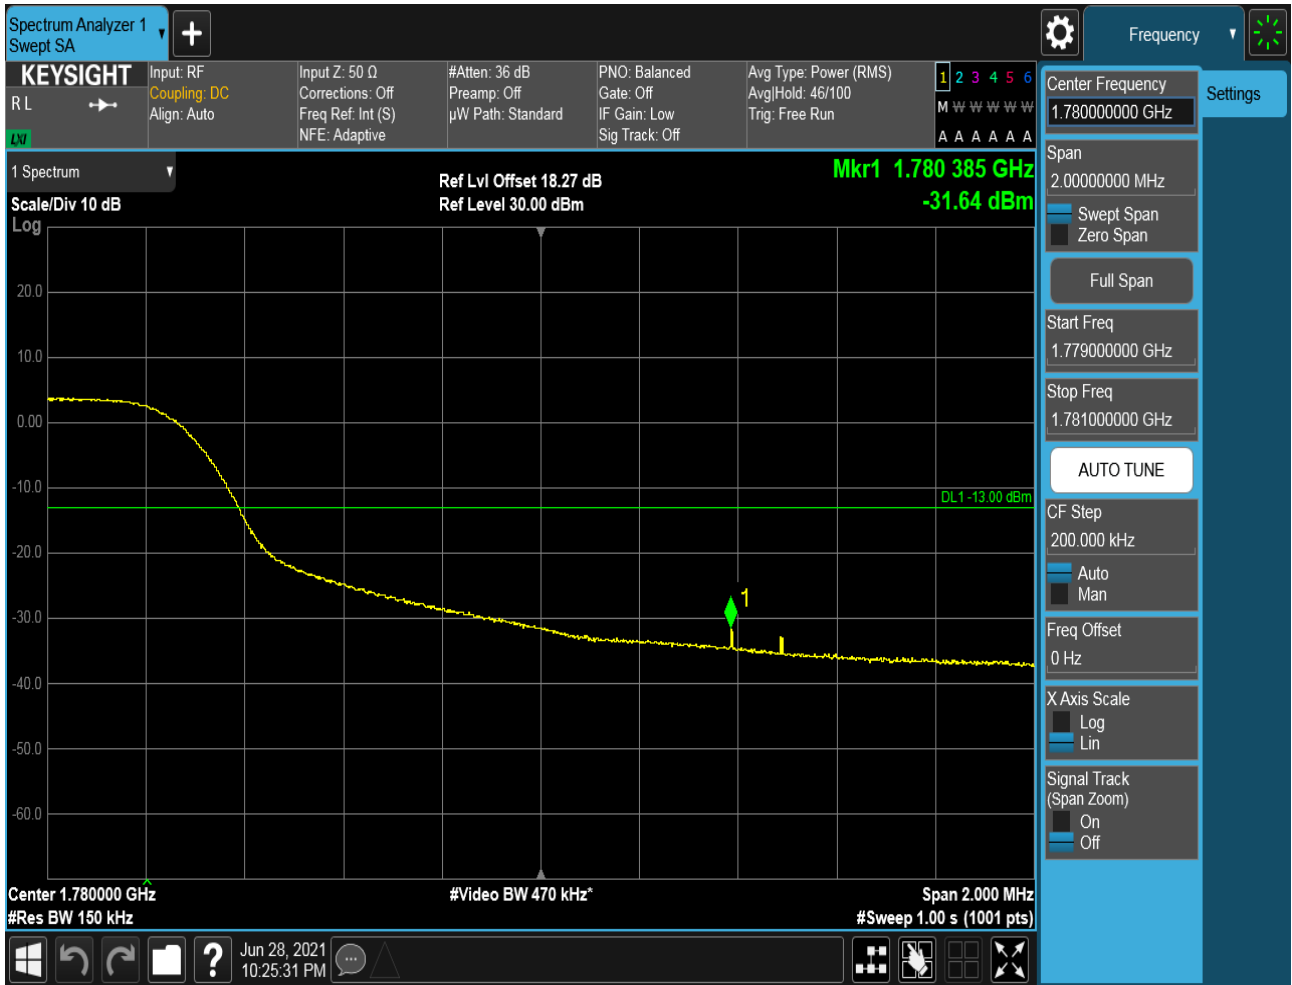 Spectrum Analyzer 1
Swept SA
Frequency
KEYSIGHT
R L
LXI
Input: RF
Coupling: DC
Align: Auto
Input Z: 50 Ω
Corrections: Off
Freq Ref: Int (S)
NFE: Adaptive
#Atten: 36 dB
Preamp: Off
µW Path: Standard
PNO: Balanced
Gate: Off
IF Gain: Low
Sig Track: Off
Avg Type: Power (RMS)
Avg|Hold: 46/100
Trig: Free Run
1 2 3 4 5 6
M W W W W W
A A A A A A
1 Spectrum
Scale/Div 10 dB
Log
Ref Lvl Offset 18.27 dB
Ref Level 30.00 dBm
Mkr1 1.780 385 GHz
-31.64 dBm
20.0
10.0
0.00
-10.0
-20.0
-30.0
-40.0
-50.0
-60.0
DL1 -13.00 dBm
1
Center 1.780000 GHz
#Res BW 150 kHz
#Video BW 470 kHz*
Span 2.000 MHz
#Sweep 1.00 s (1001 pts)
Jun 28, 2021
10:25:31 PM
Center Frequency
1.780000000 GHz
Settings
Span
2.00000000 MHz
Swept Span
Zero Span
Full Span
Start Freq
1.779000000 GHz
Stop Freq
1.781000000 GHz
AUTO TUNE
CF Step
200.000 kHz
Auto
Man
Freq Offset
0 Hz
X Axis Scale
Log
Lin
Signal Track
(Span Zoom)
On
Off